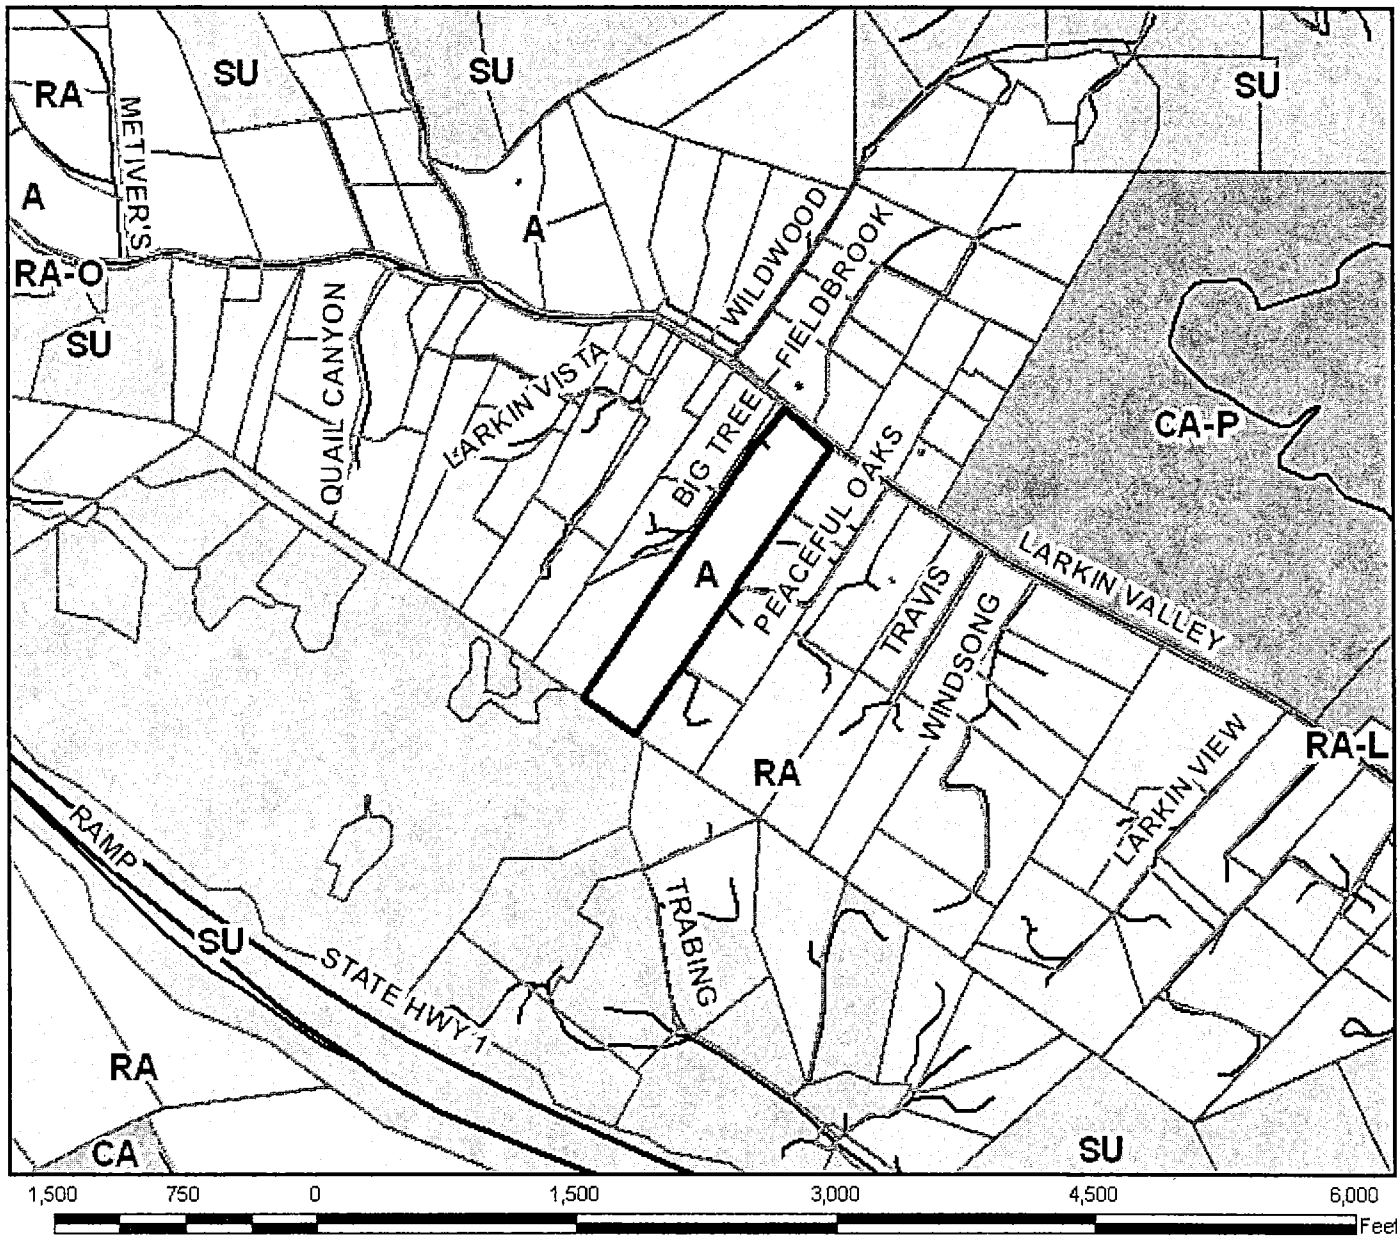 SU
SU
SU
RA
METIVER'S
A
A
WILDWOOD
FIELDBROOK
RA-O
SU
QUAIL CANYON
LARKIN VISTA
BIG TREE
PEACEFUL OAKS
CA-P
A
TRAVIS
WINDSONG
LARKIN VALLEY
RA
LARKIN VIEW
RA-L
RAMP
SU
STATE HWY 1
TRABING
RA
CA
SU
1,500 750 0 1,500 3,000 4,500 6,000
Feet